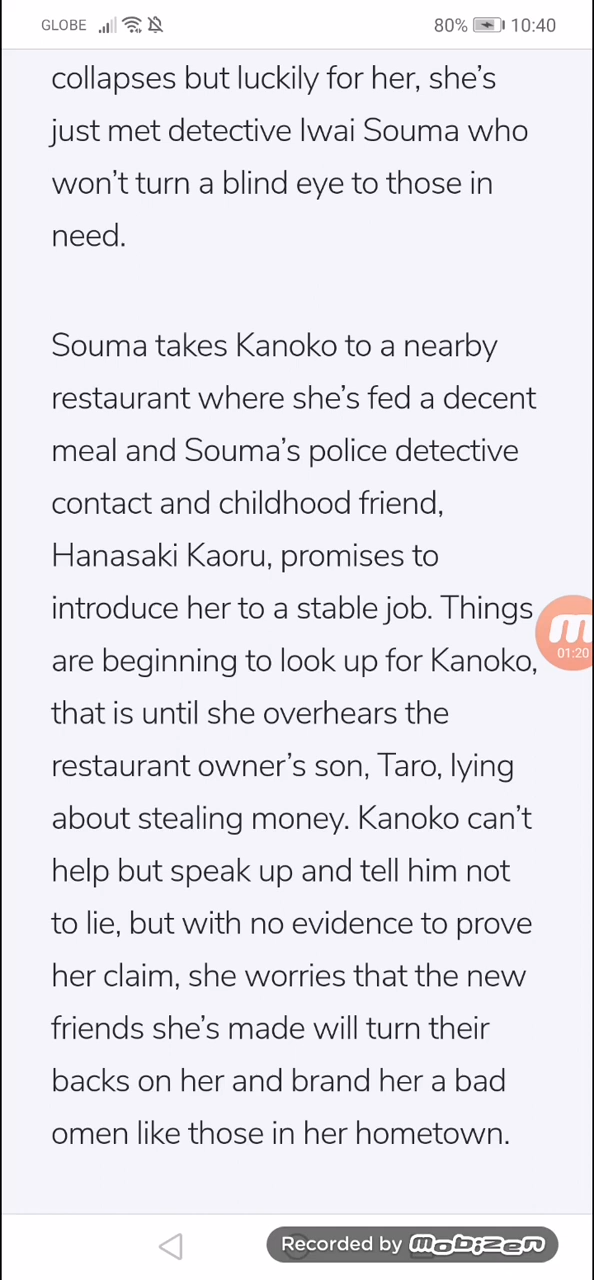 GLOBE 80% 10:40
collapses but luckily for her, she’s
just met detective Iwai Souma who
won’t turn a blind eye to those in
need.
Souma takes Kanoko to a nearby
restaurant where she’s fed a decent
meal and Souma’s police detective
contact and childhood friend,
Hanasaki Kaoru, promises to
introduce her to a stable job. Things
are beginning to look up for Kanoko,
that is until she overhears the
restaurant owner’s son, Taro, lying
about stealing money. Kanoko can’t
help but speak up and tell him not
to lie, but with no evidence to prove
her claim, she worries that the new
friends she’s made will turn their
backs on her and brand her a bad
omen like those in her hometown.
m
01:20
Recorded by mobizen